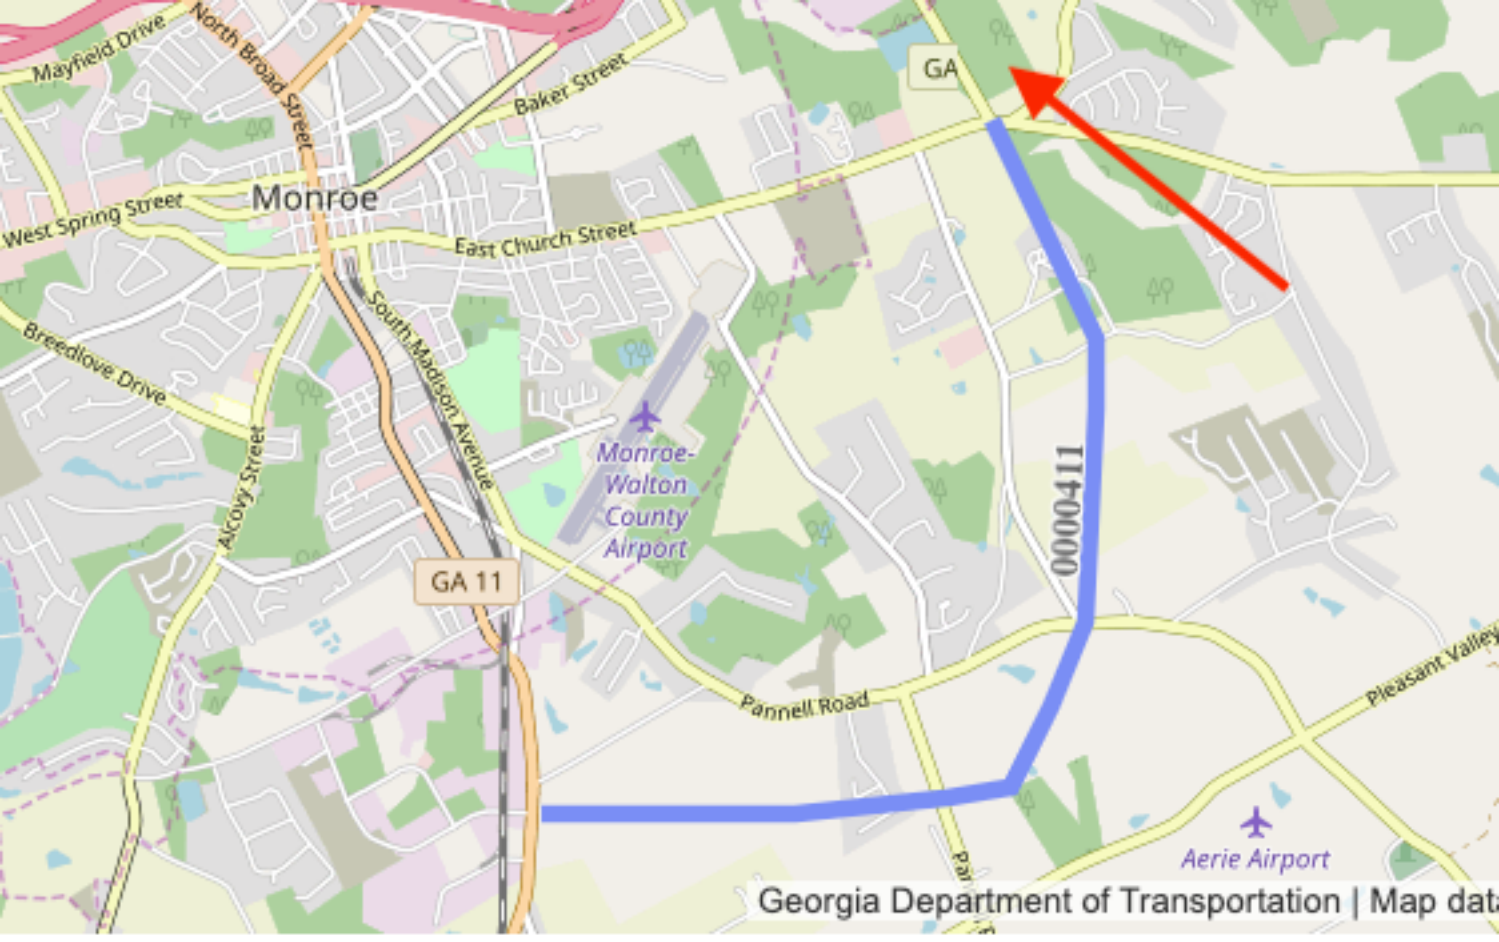 Mayfield Drive
North Broad Street
Baker Street
GA
Monroe
West Spring Street
East Church Street
South Madison Avenue
Breedlove Drive
Alcovy Street
Monroe-
Walton
County
Airport
0000411
GA 11
Pannell Road
Pleasant Valley
Aerie Airport
Georgia Department of Transportation | Map data